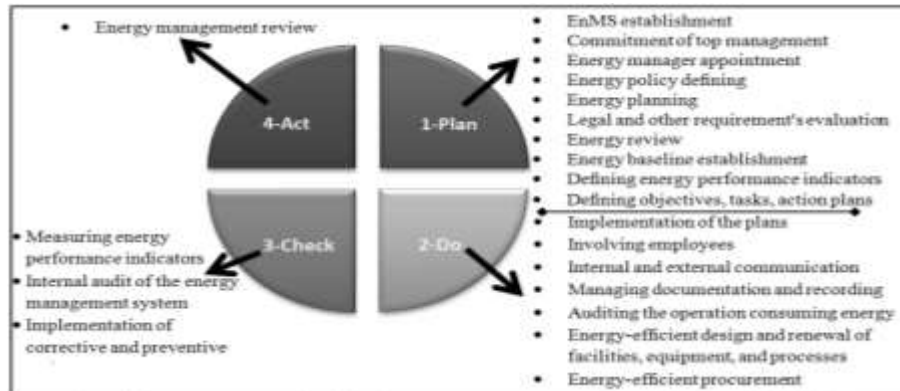 • Energy management review
4-Act
1-Plan
3-Check
2-Do
• EnMS establishment
• Commitment of top management
• Energy manager appointment
• Energy policy defining
• Energy planning
• Legal and other requirement's evaluation
• Energy review
• Energy baseline establishment
• Defining energy performance indicators
• Defining objectives, tasks, action plans
• Implementation of the plans
• Involving employees
• Internal and external communication
• Managing documentation and recording
• Auditing the operation consuming energy
• Energy-efficient design and renewal of
facilities, equipment, and processes
• Energy-efficient procurement
• Measuring energy
performance indicators
• Internal audit of the energy
management system
• Implementation of
corrective and preventive